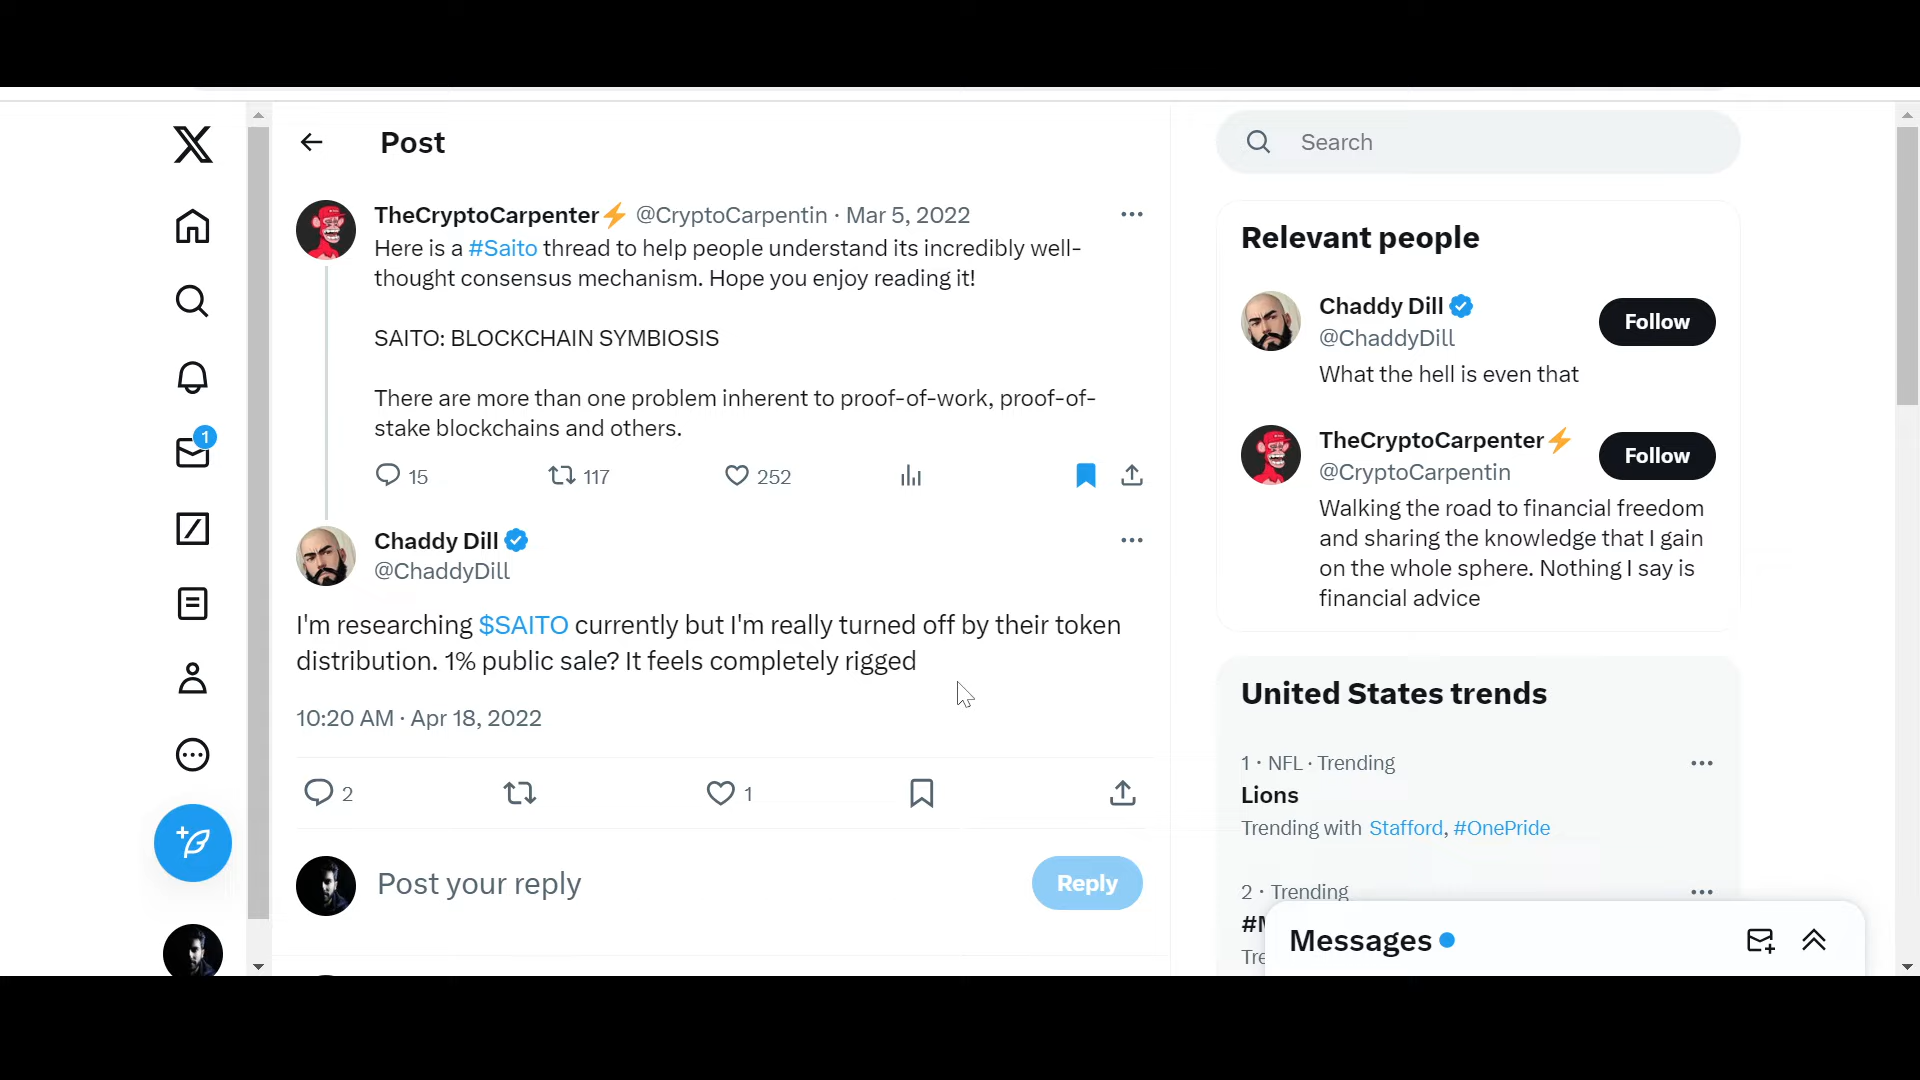 Post
Search
TheCryptoCarpenter⚡ @CryptoCarpentin · Mar 5, 2022
Here is a #Saito thread to help people understand its incredibly well-
thought consensus mechanism. Hope you enjoy reading it!
SAITO: BLOCKCHAIN SYMBIOSIS
There are more than one problem inherent to proof-of-work, proof-of-
stake blockchains and others.
15 117 252
1
Chaddy Dill
@ChaddyDill
I'm researching $SAITO currently but I'm really turned off by their token
distribution. 1% public sale? It feels completely rigged
10:20 AM · Apr 18, 2022
2 1
Post your reply
Reply
Relevant people
Chaddy Dill
@ChaddyDill
Follow
What the hell is even that
TheCryptoCarpenter⚡
@CryptoCarpentin
Follow
Walking the road to financial freedom
and sharing the knowledge that I gain
on the whole sphere. Nothing I say is
financial advice
United States trends
1 · NFL · Trending
Lions
Trending with Stafford, #OnePride
2 · Trending
Messages